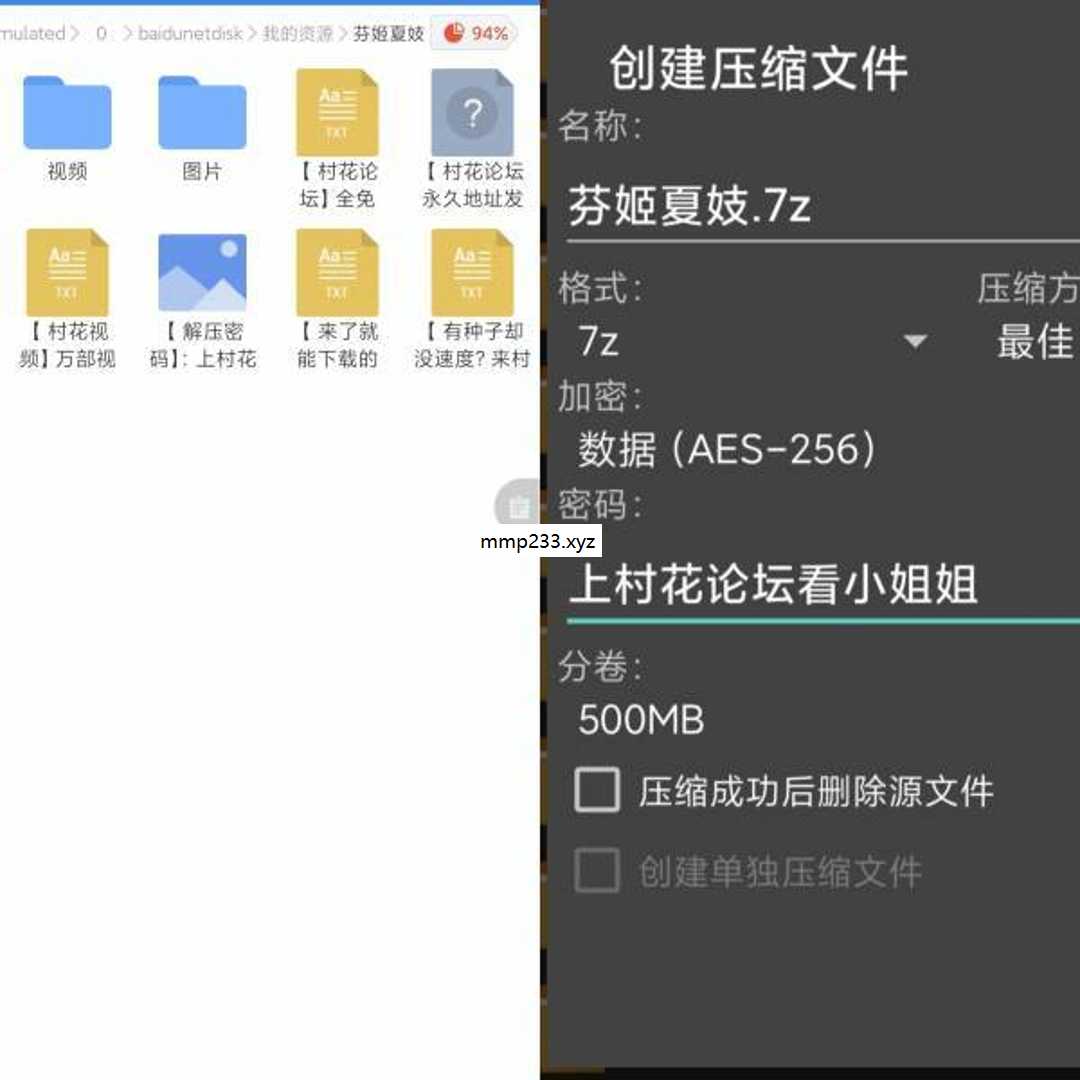 mulated > 0 > baidunetdisk > 我的资源 > 芬姬夏妓 94%
视频
图片
Aa
TXT
【 村花论
坛】全免
?
【 村花论坛
永久地址发
Aa
TXT
【 村花视
频】万部视
【 解压密
码】: 上村花
Aa
TXT
【 来了就
能下载的
Aa
TXT
【 有种子却
没速度? 来村
mmp233.xyz
创建压缩文件
名称:
芬姬夏妓.7z
格式:
压缩方
7z
最佳
加密:
数据 (AES-256)
密码:
上村花论坛看小姐姐
分卷:
500MB
压缩成功后删除源文件
创建单独压缩文件